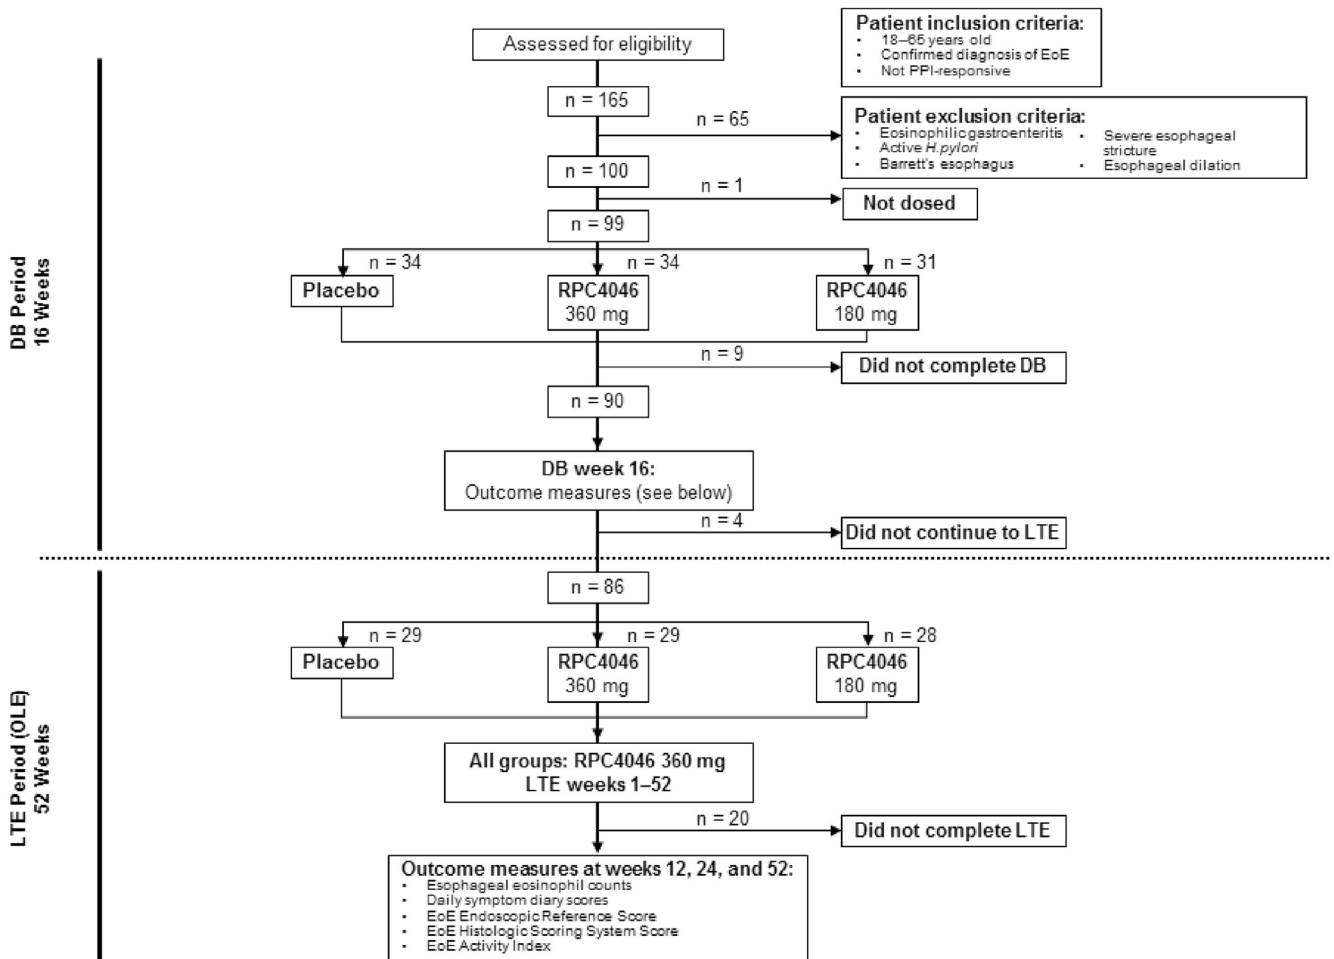 Assessed for eligibility
Patient inclusion criteria:
• 18–65 years old
• Confirmed diagnosis of EoE
• Not PPI-responsive
n = 165
n = 65
Patient exclusion criteria:
• Eosinophilic gastroenteritis
• Active H.pylori
• Barrett's esophagus
• Severe esophageal
stricture
• Esophageal dilation
n = 100
n = 1
Not dosed
n = 99
n = 34
n = 34
n = 31
Placebo
RPC4046
360 mg
RPC4046
180 mg
DB Period
16 Weeks
n = 9
Did not complete DB
n = 90
DB week 16:
Outcome measures (see below)
n = 4
Did not continue to LTE
n = 86
n = 29
n = 29
n = 28
Placebo
RPC4046
360 mg
RPC4046
180 mg
LTE Period (OLE)
52 Weeks
All groups: RPC4046 360 mg
LTE weeks 1–52
n = 20
Did not complete LTE
Outcome measures at weeks 12, 24, and 52:
• Esophageal eosinophil counts
• Daily symptom diary scores
• EoE Endoscopic Reference Score
• EoE Histologic Scoring System Score
• EoE Activity Index